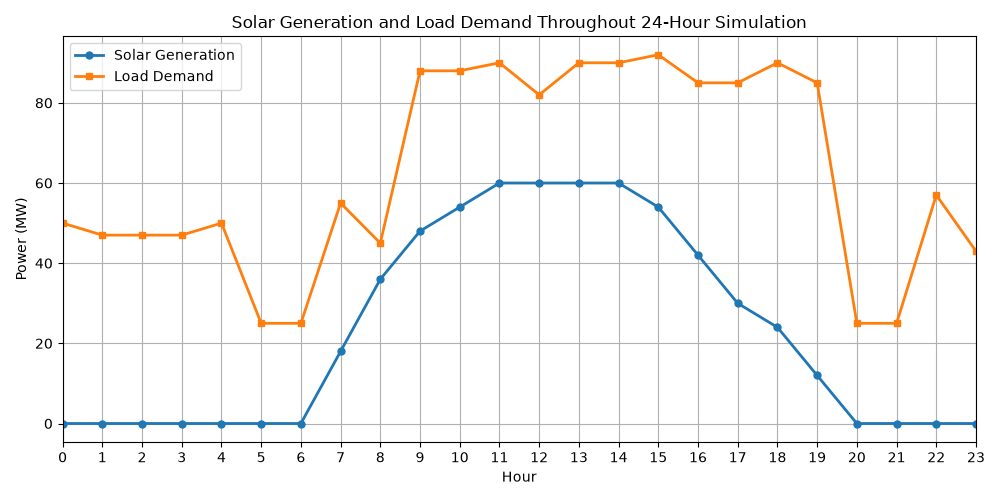 Solar Generation and Load Demand Throughout 24-Hour Simulation
Solar Generation
Load Demand
Power (MW)
80
60
40
20
0
0 1 2 3 4 5 6 7 8 9 10 11 12 13 14 15 16 17 18 19 20 21 22 23
Hour